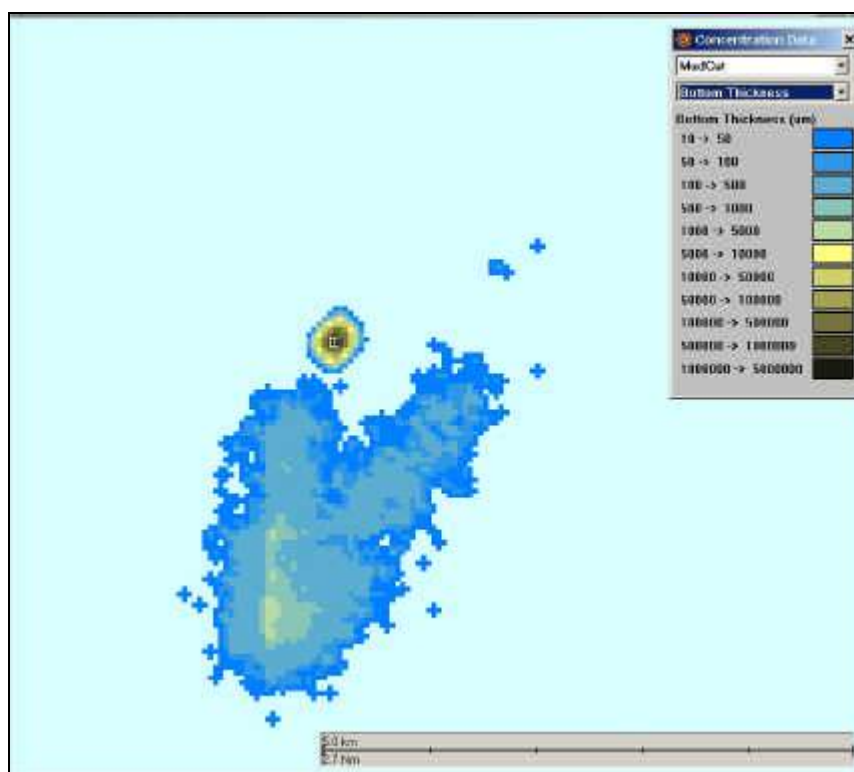 Concentration Data
MudCut
Bottom Thickness
Bottom Thickness (um)
10 -> 50
50 -> 100
100 -> 500
500 -> 1000
1000 -> 5000
5000 -> 10000
10000 -> 50000
50000 -> 100000
100000 -> 500000
500000 -> 1000000
1000000 -> 5000000
5.0 km
2.7 Nm